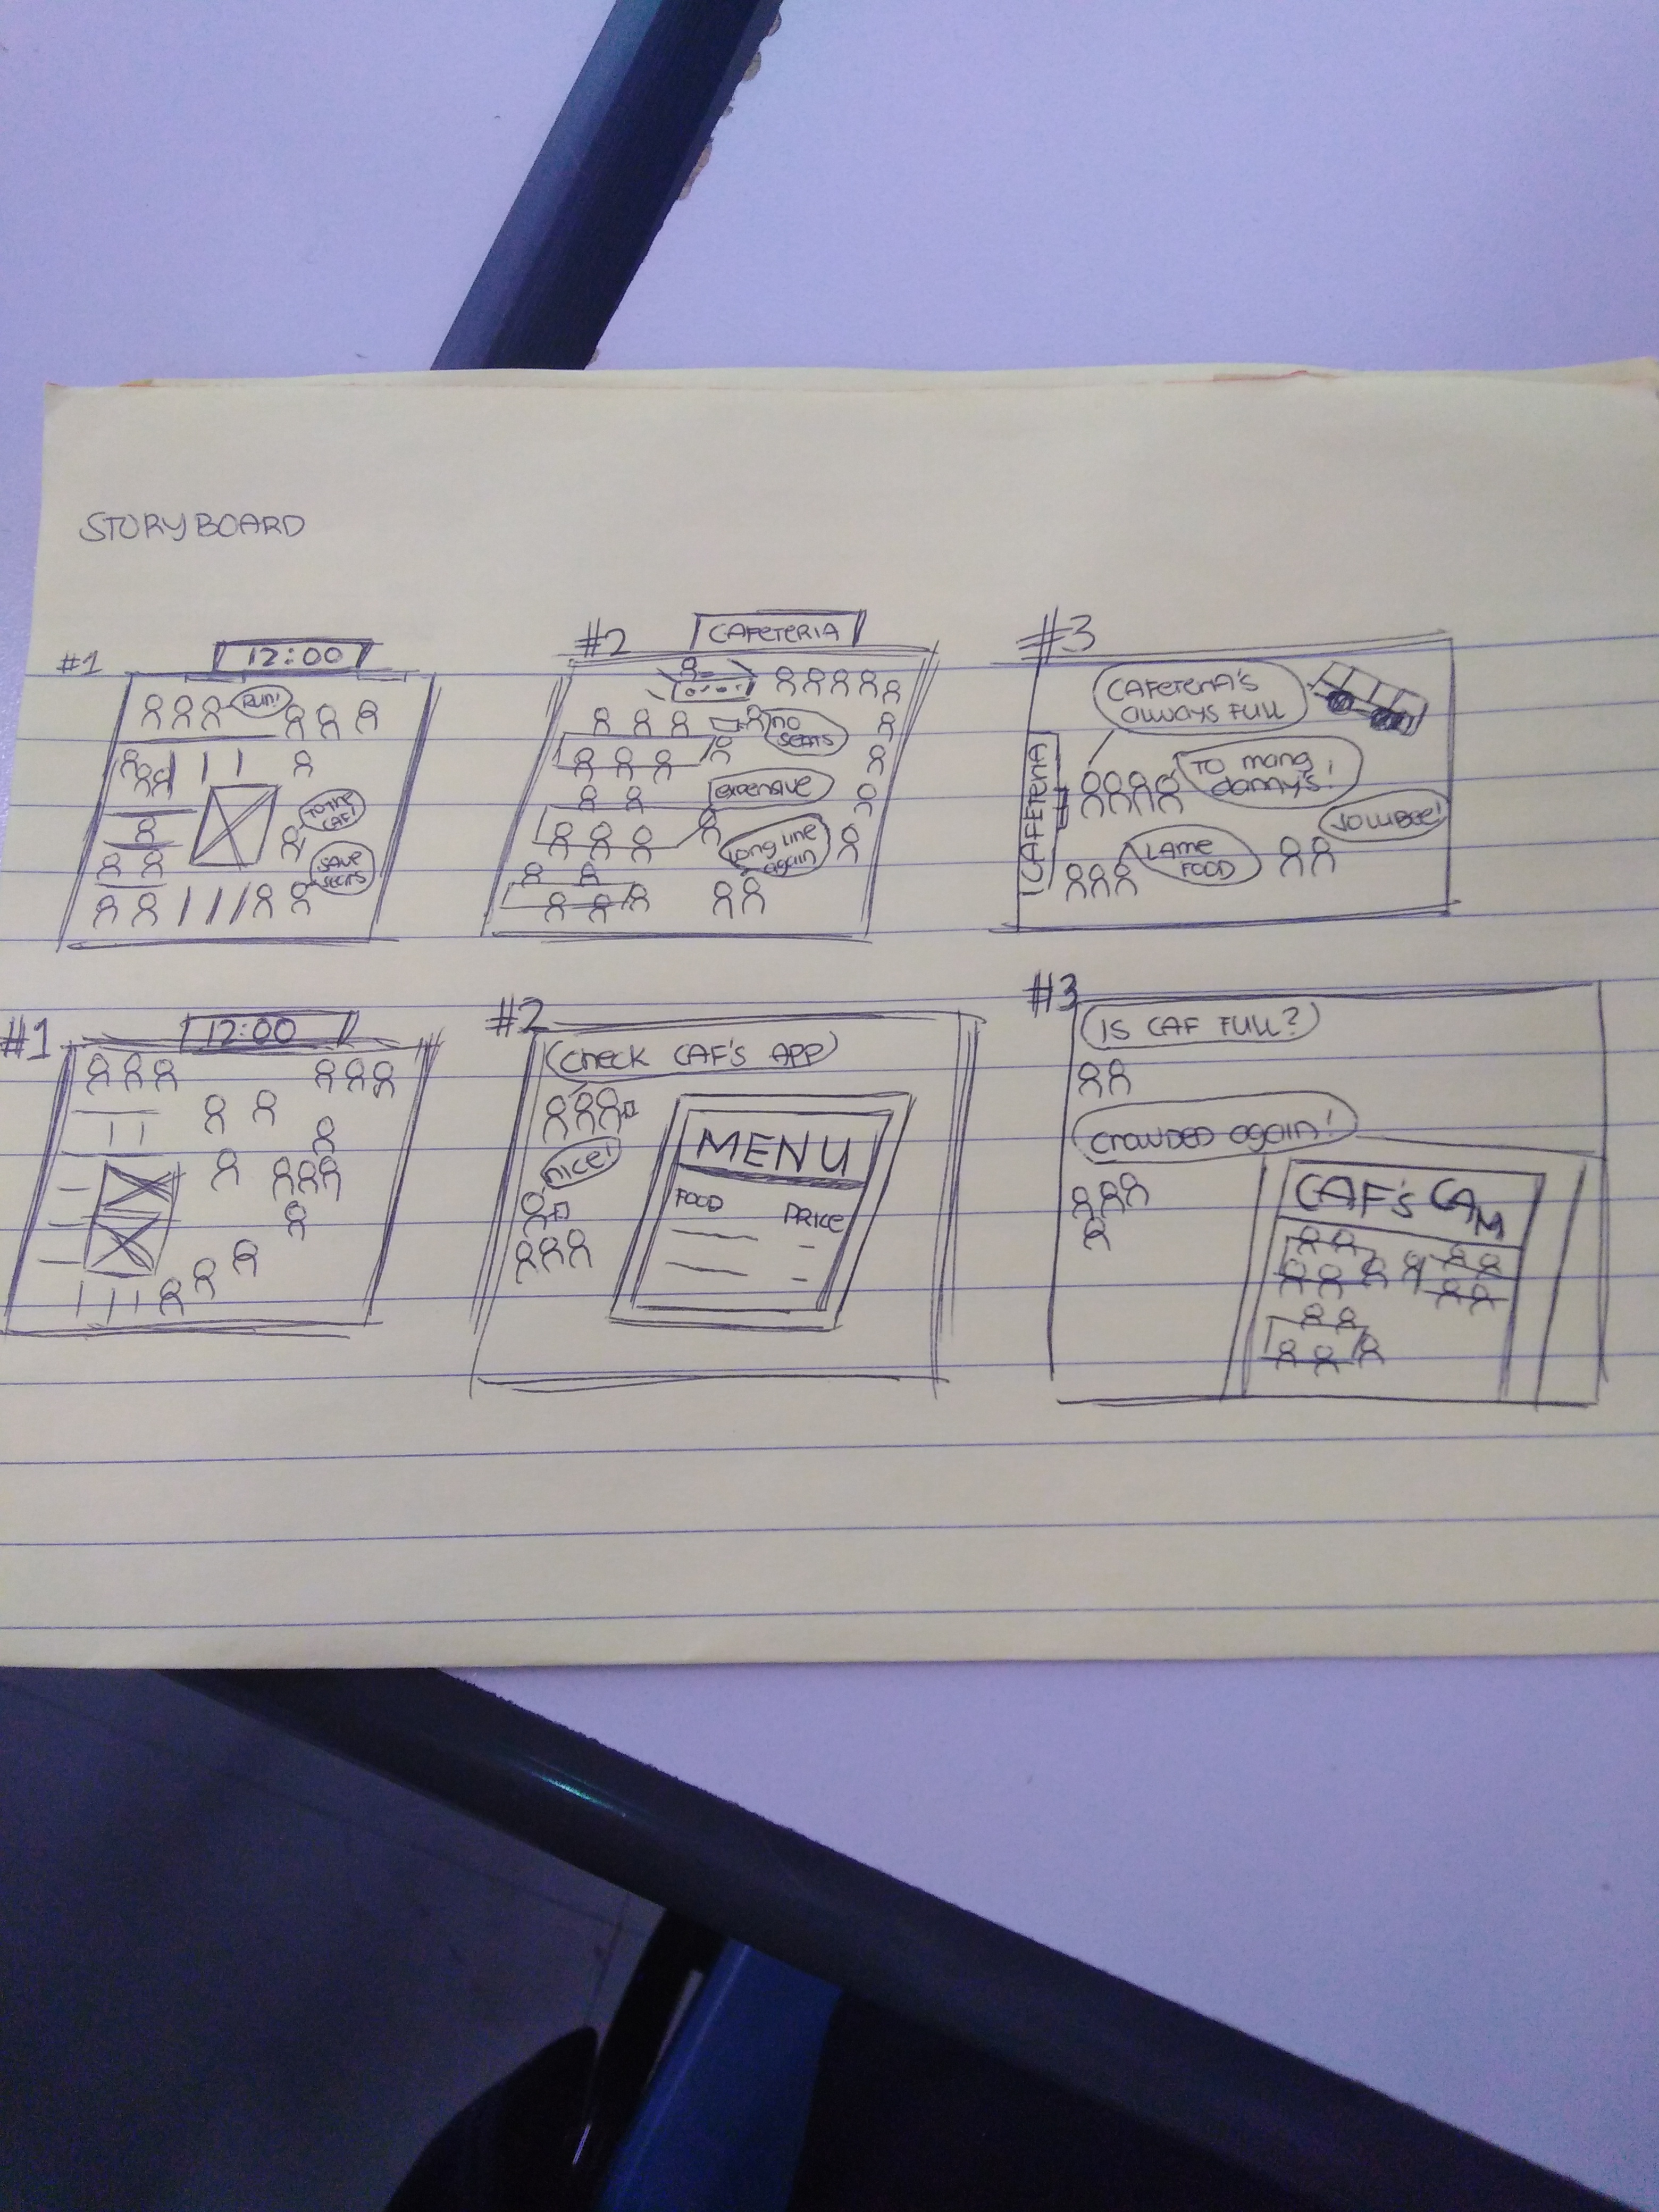 STORYBOARD
#1
12:00
RUN!
TO THE
CAF!
SAVE
SEATS
#2
CAFETERIA
no
SEATS
expensive
Long Line
again
#3
CAFETERIA'S
ALWAYS FULL
TO mang
danny's!
JOLLIBEE!
LAME
FOOD
CAFETERIA
#1
12:00
#2
Check CAF'S APP
nice!
MENU
FOOD PRICE
#3
IS CAF FULL?
CROWDED again!
CAF'S CAM